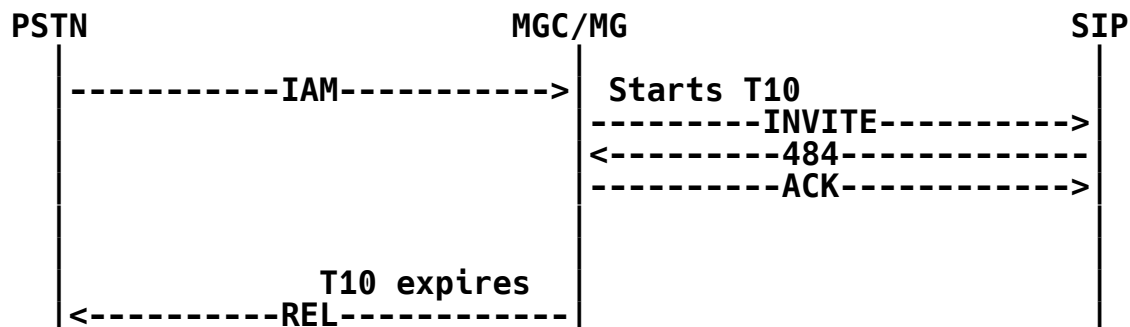 PSTN MGC/MG SIP
|-----------IAM----------->| Starts T10
|---------INVITE---------->|
|<---------484-------------|
|----------ACK------------>|
T10 expires
|<----------REL------------|